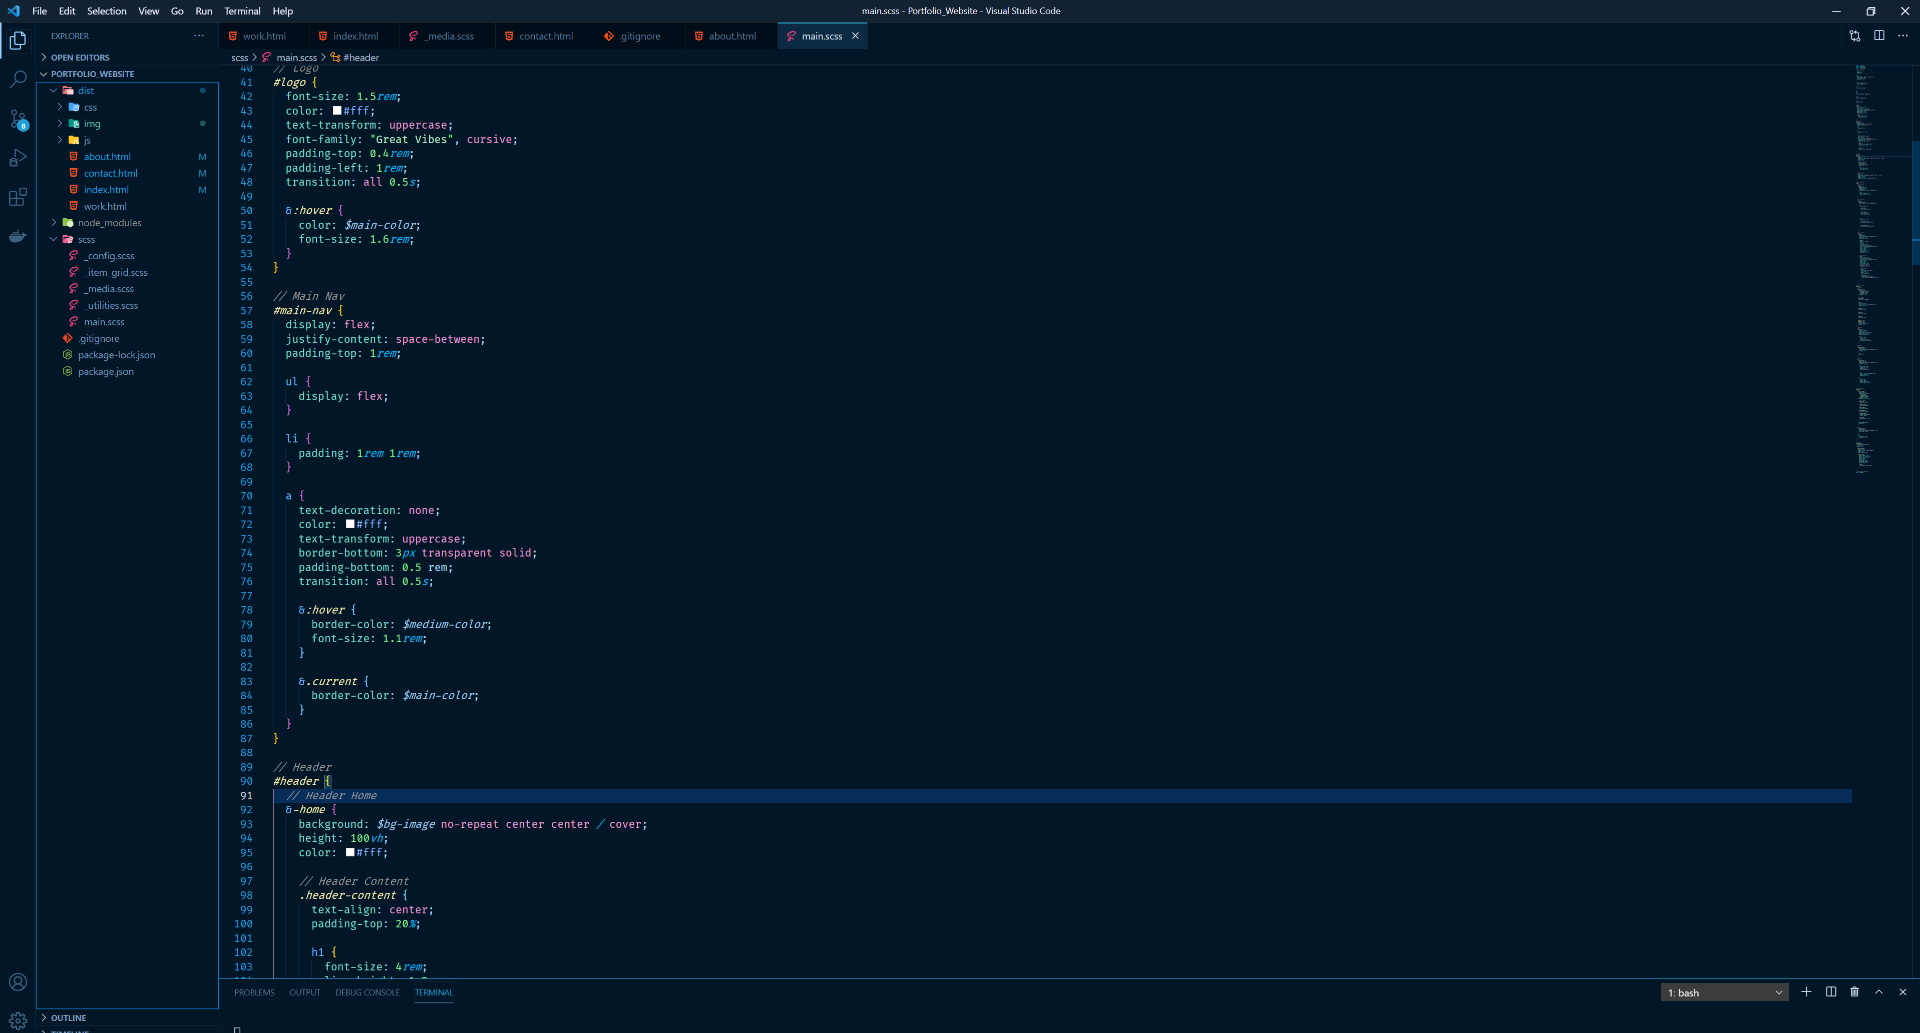 File Edit Selection View Go Run Terminal Help
main.scss - Portfolio_Website - Visual Studio Code
EXPLORER
work.html index.html _media.scss contact.html .gitignore about.html main.scss
OPEN EDITORS
PORTFOLIO_WEBSITE
dist
css
img
js
about.html M
contact.html M
index.html M
work.html
node_modules
scss
_config.scss
_item_grid.scss
_media.scss
_utilities.scss
main.scss
.gitignore
package-lock.json
package.json
OUTLINE
TIMELINE
8
scss > main.scss > #header
40 // Logo
41 #logo {
42 font-size: 1.5rem;
43 color: #fff;
44 text-transform: uppercase;
45 font-family: "Great Vibes", cursive;
46 padding-top: 0.4rem;
47 padding-left: 1rem;
48 transition: all 0.5s;
49
50 &:hover {
51 color: $main-color;
52 font-size: 1.6rem;
53 }
54 }
55
56 // Main Nav
57 #main-nav {
58 display: flex;
59 justify-content: space-between;
60 padding-top: 1rem;
61
62 ul {
63 display: flex;
64 }
65
66 li {
67 padding: 1rem 1rem;
68 }
69
70 a {
71 text-decoration: none;
72 color: #fff;
73 text-transform: uppercase;
74 border-bottom: 3px transparent solid;
75 padding-bottom: 0.5 rem;
76 transition: all 0.5s;
77
78 &:hover {
79 border-color: $medium-color;
80 font-size: 1.1rem;
81 }
82
83 &.current {
84 border-color: $main-color;
85 }
86 }
87 }
88
89 // Header
90 #header {
91 // Header Home
92 &-home {
93 background: $bg-image no-repeat center center / cover;
94 height: 100vh;
95 color: #fff;
96
97 // Header Content
98 .header-content {
99 text-align: center;
100 padding-top: 20%;
101
102 h1 {
103 font-size: 4rem;
PROBLEMS OUTPUT DEBUG CONSOLE TERMINAL
1: bash